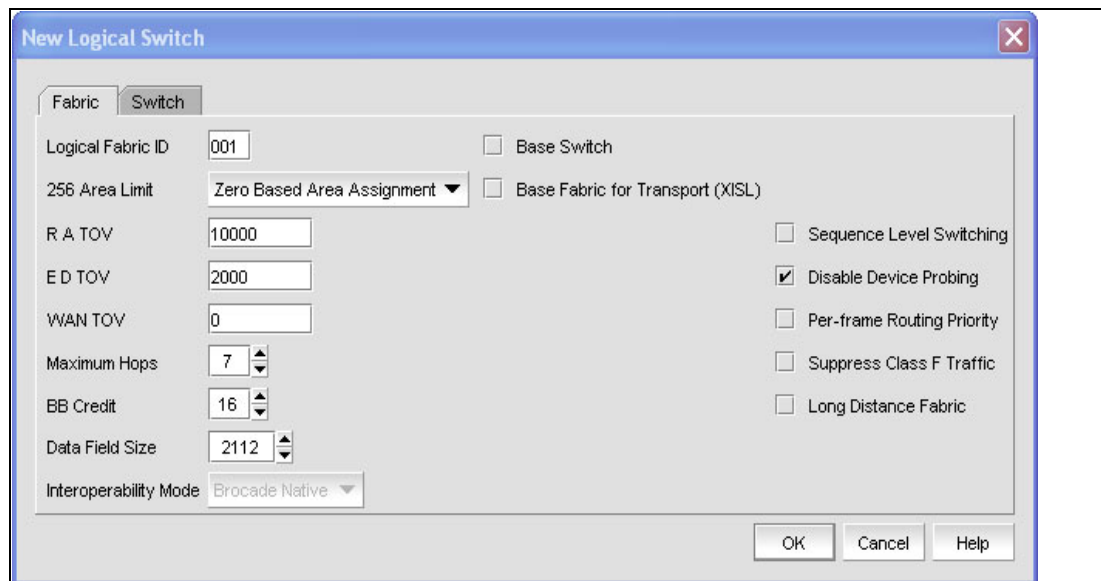 New Logical Switch
Fabric Switch
Logical Fabric ID 001 Base Switch
256 Area Limit Zero Based Area Assignment Base Fabric for Transport (XISL)
R A TOV 10000 Sequence Level Switching
E D TOV 2000 Disable Device Probing
WAN TOV 0 Per-frame Routing Priority
Maximum Hops 7 Suppress Class F Traffic
BB Credit 16 Long Distance Fabric
Data Field Size 2112
Interoperability Mode Brocade Native
OK Cancel Help